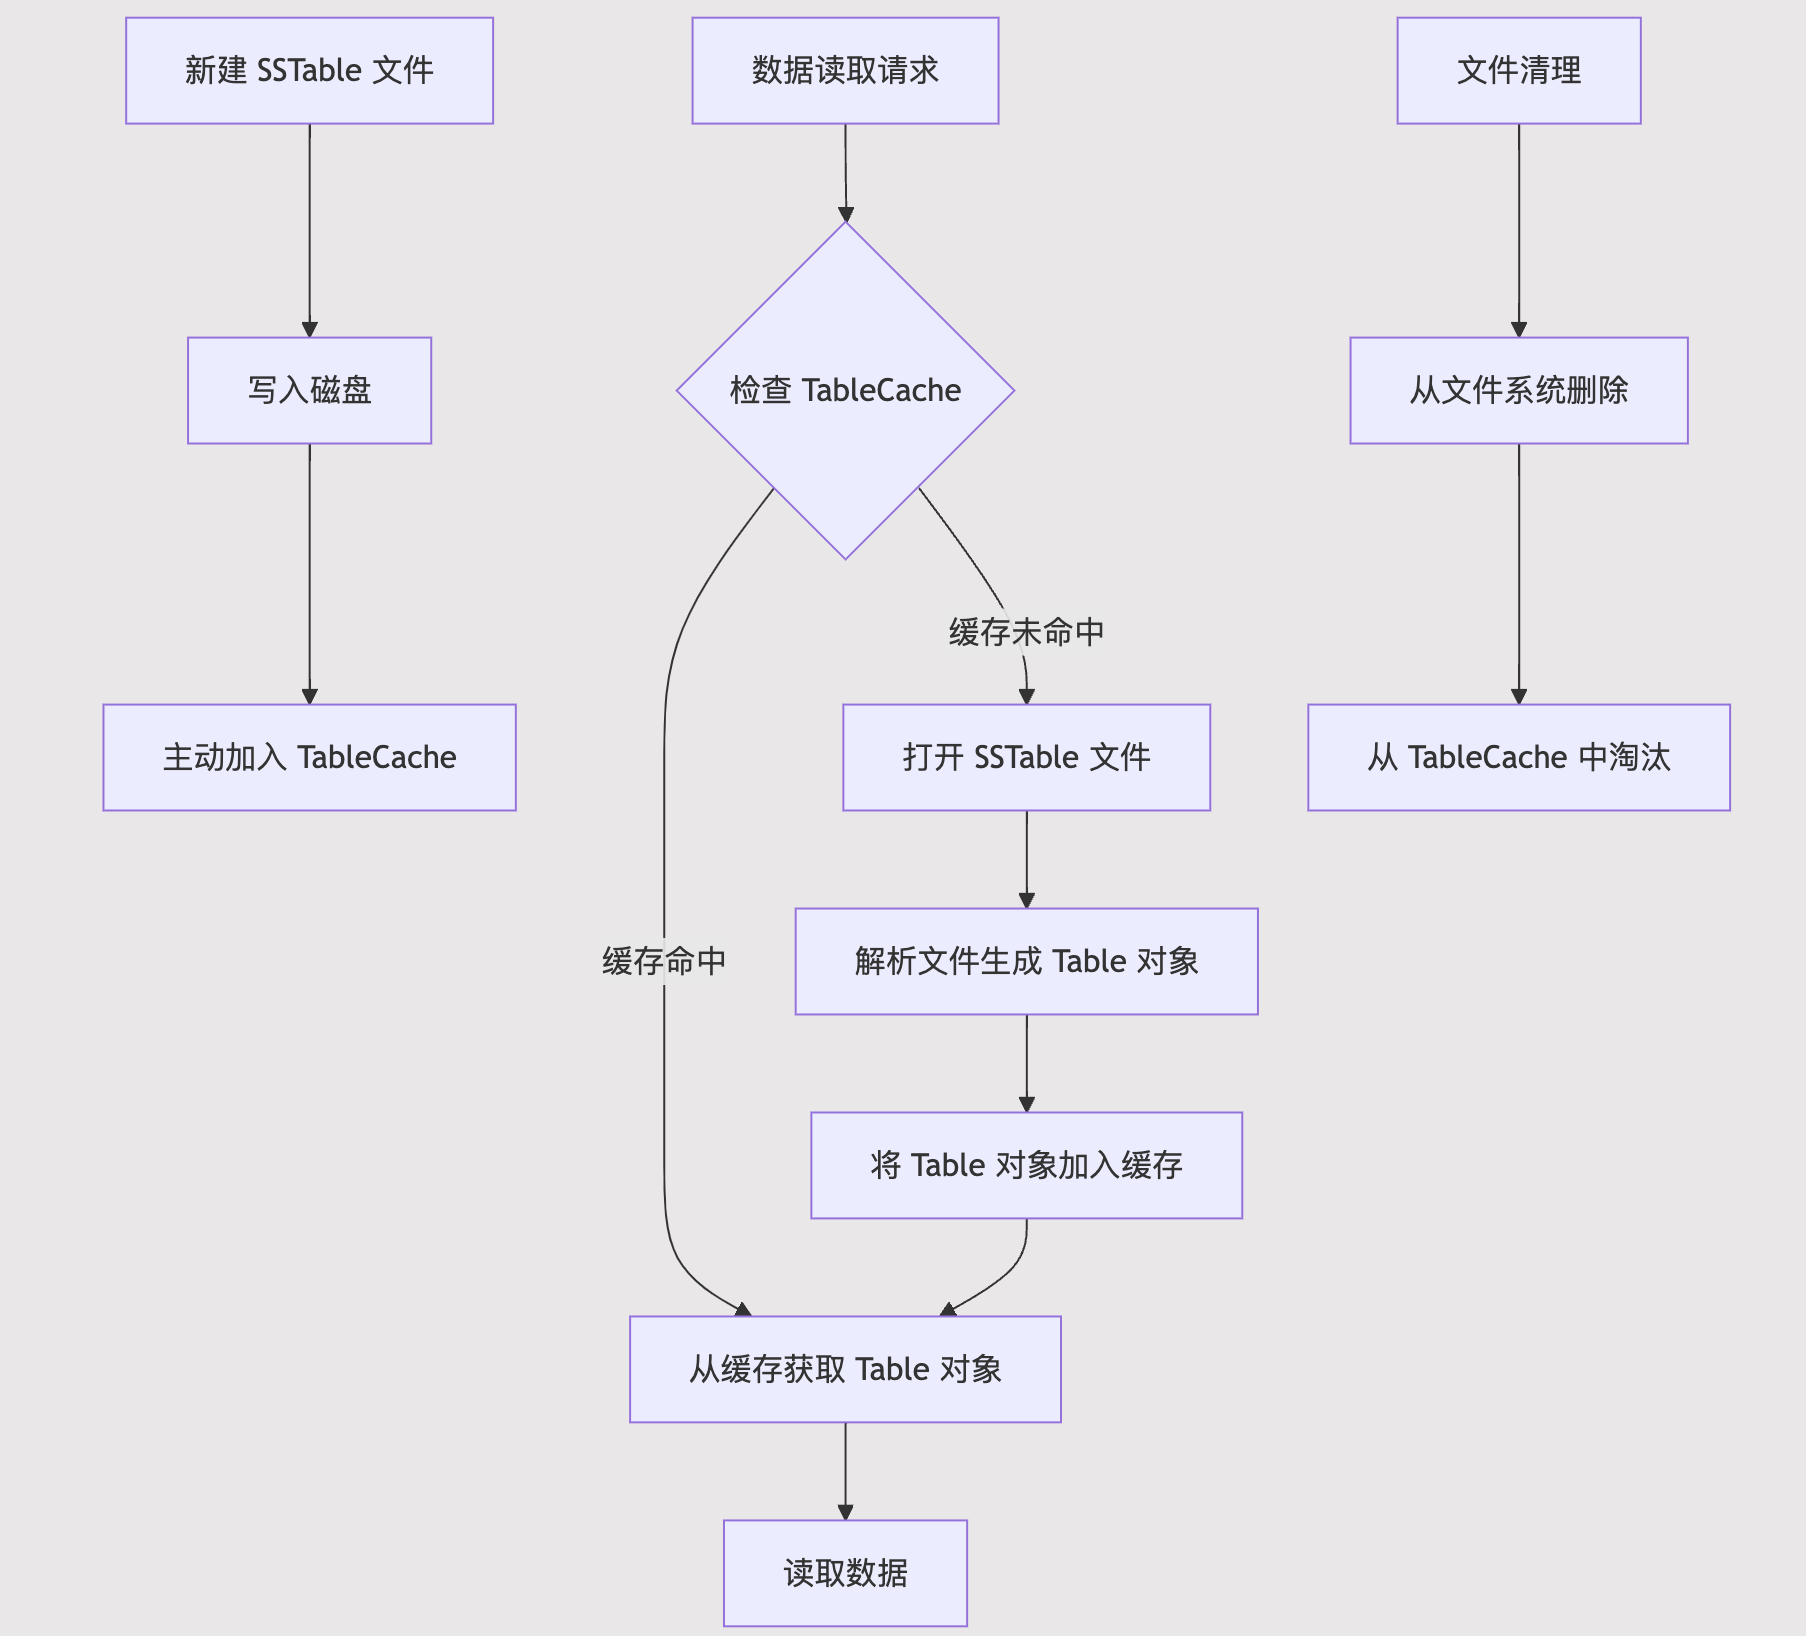 新建 SSTable 文件
数据读取请求
文件清理
写入磁盘
检查 TableCache
从文件系统删除
缓存未命中
主动加入 TableCache
打开 SSTable 文件
从 TableCache 中淘汰
缓存命中
解析文件生成 Table 对象
将 Table 对象加入缓存
从缓存获取 Table 对象
读取数据